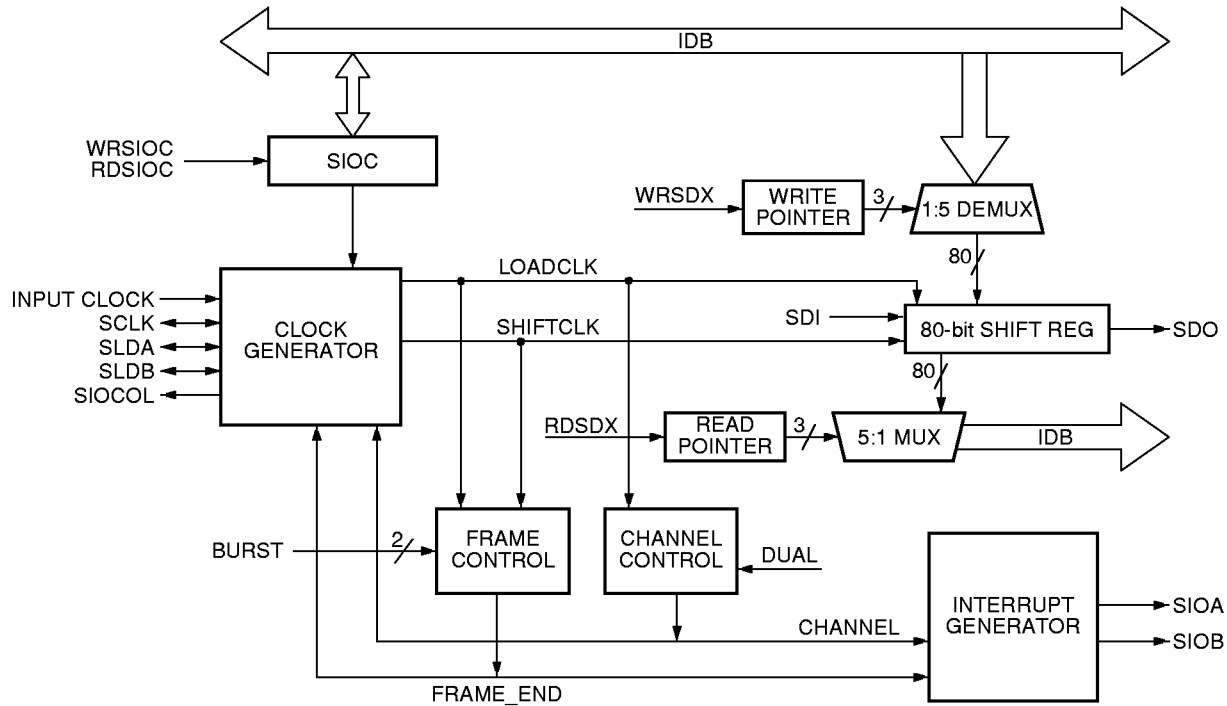 IDB
WRSIOC
RDSIOC
SIOC
WRSDX
WRITE
POINTER
3
1:5 DEMUX
80
LOADCLK
INPUT CLOCK
SCLK
SLDA
SLDB
SIOCOL
CLOCK
GENERATOR
SHIFTCLK
SDI
80-bit SHIFT REG
SDO
80
RDSDX
READ
POINTER
3
5:1 MUX
IDB
BURST
2
FRAME
CONTROL
CHANNEL
CONTROL
DUAL
INTERRUPT
GENERATOR
SIOA
SIOB
CHANNEL
FRAME_END